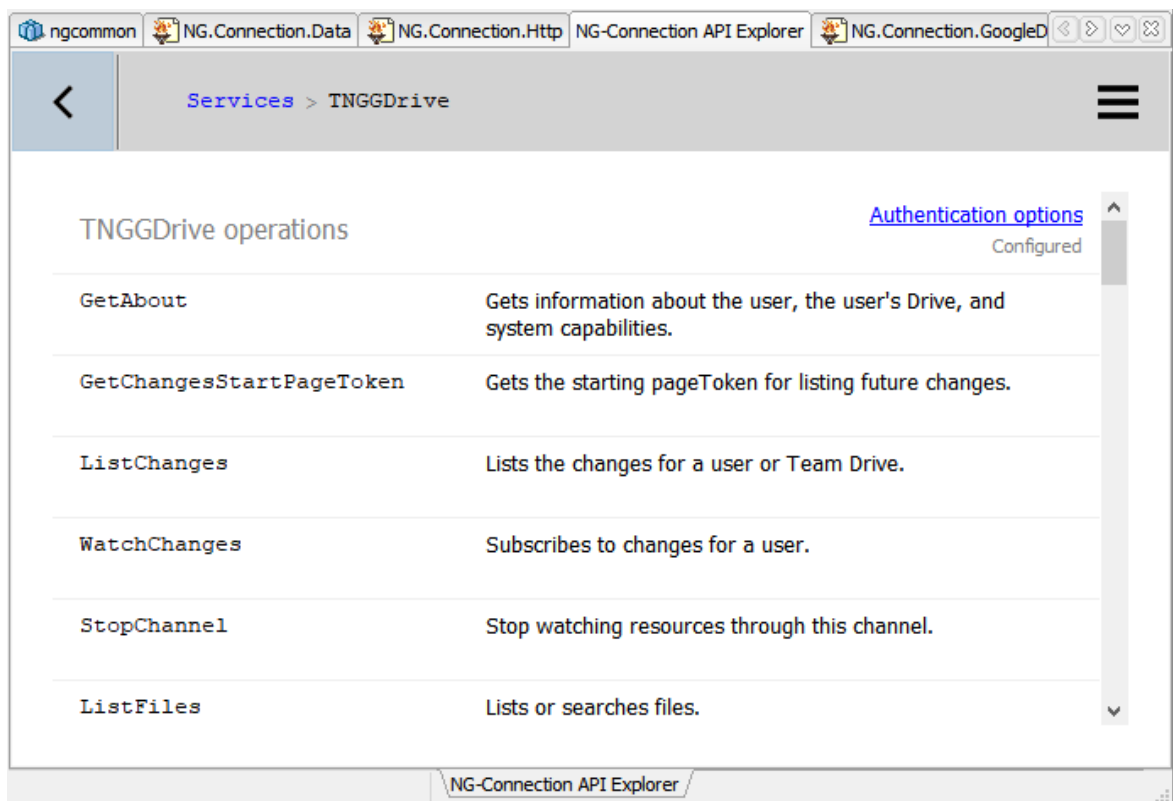 ngcommon NG.Connection.Data NG.Connection.Http NG-Connection API Explorer NG.Connection.GoogleD
Services > TNGGDrive
TNGGDrive operations
Authentication options
Configured
GetAbout
Gets information about the user, the user's Drive, and
system capabilities.
GetChangesStartPageToken
Gets the starting pageToken for listing future changes.
ListChanges
Lists the changes for a user or Team Drive.
WatchChanges
Subscribes to changes for a user.
StopChannel
Stop watching resources through this channel.
ListFiles
Lists or searches files.
NG-Connection API Explorer